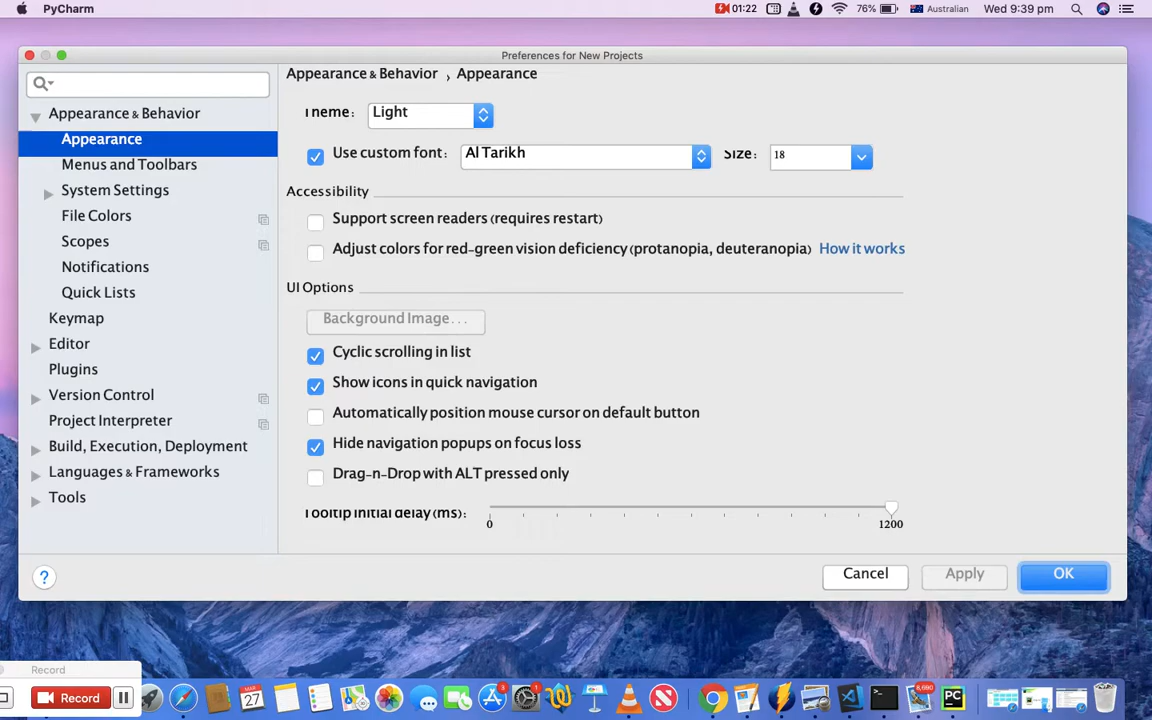 PyCharm
01:22
76%
Australian
Wed 9:39 pm
Preferences for New Projects
Appearance & Behavior › Appearance
Appearance & Behavior
Appearance
Menus and Toolbars
System Settings
File Colors
Scopes
Notifications
Quick Lists
Keymap
Editor
Plugins
Version Control
Project Interpreter
Build, Execution, Deployment
Languages & Frameworks
Tools
Theme: Light
Use custom font: Al Tarikh Size: 18
Accessibility
Support screen readers (requires restart)
Adjust colors for red-green vision deficiency (protanopia, deuteranopia) How it works
UI Options
Background Image...
Cyclic scrolling in list
Show icons in quick navigation
Automatically position mouse cursor on default button
Hide navigation popups on focus loss
Drag-n-Drop with ALT pressed only
Tooltip initial delay (ms):
0 1200
? Cancel Apply OK
Record
Record
MAR
27
3
1
8,690
PC